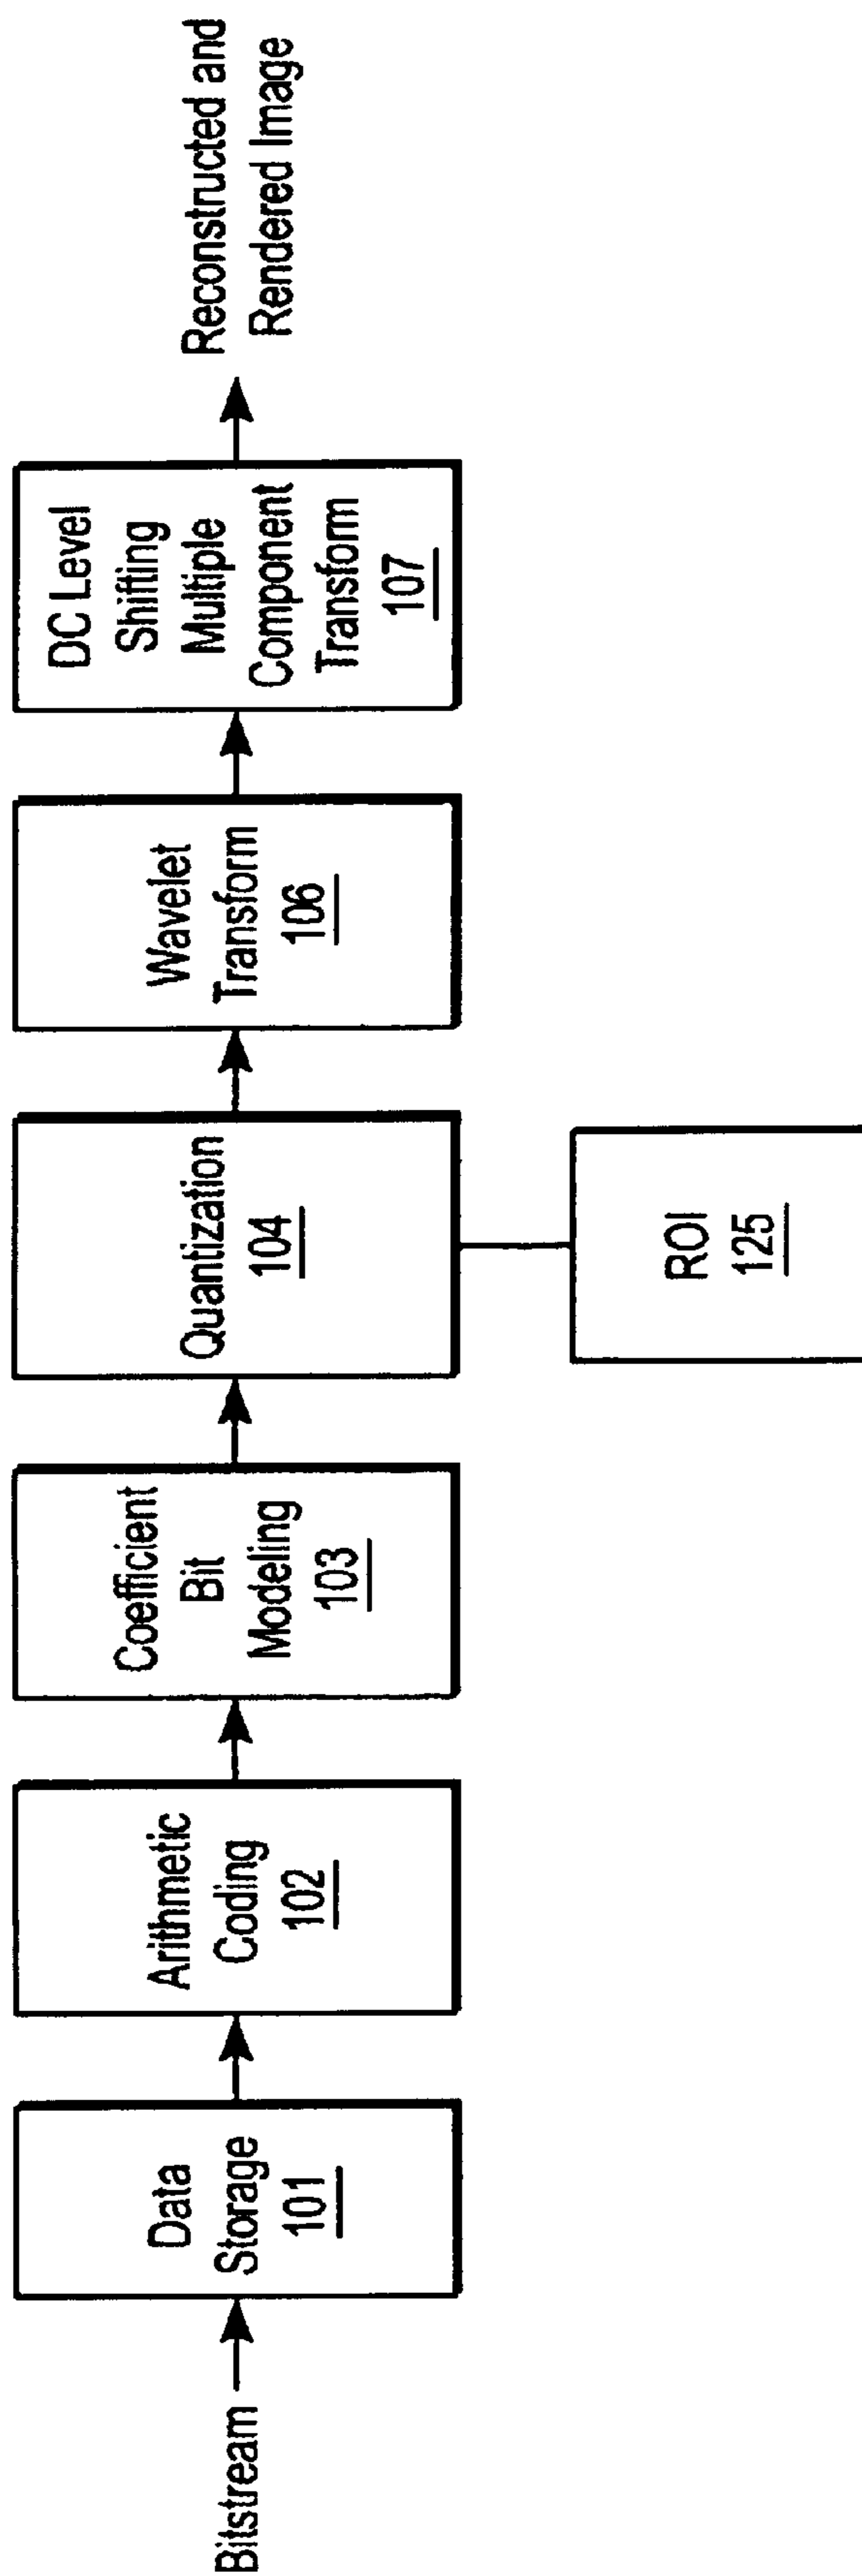 Bitstream
Data
Storage
101
Arithmetic
Coding
102
Coefficient
Bit
Modeling
103
Quantization
104
ROI
125
Wavelet
Transform
106
DC Level
Shifting
Multiple
Component
Transform
107
Reconstructed and
Rendered Image